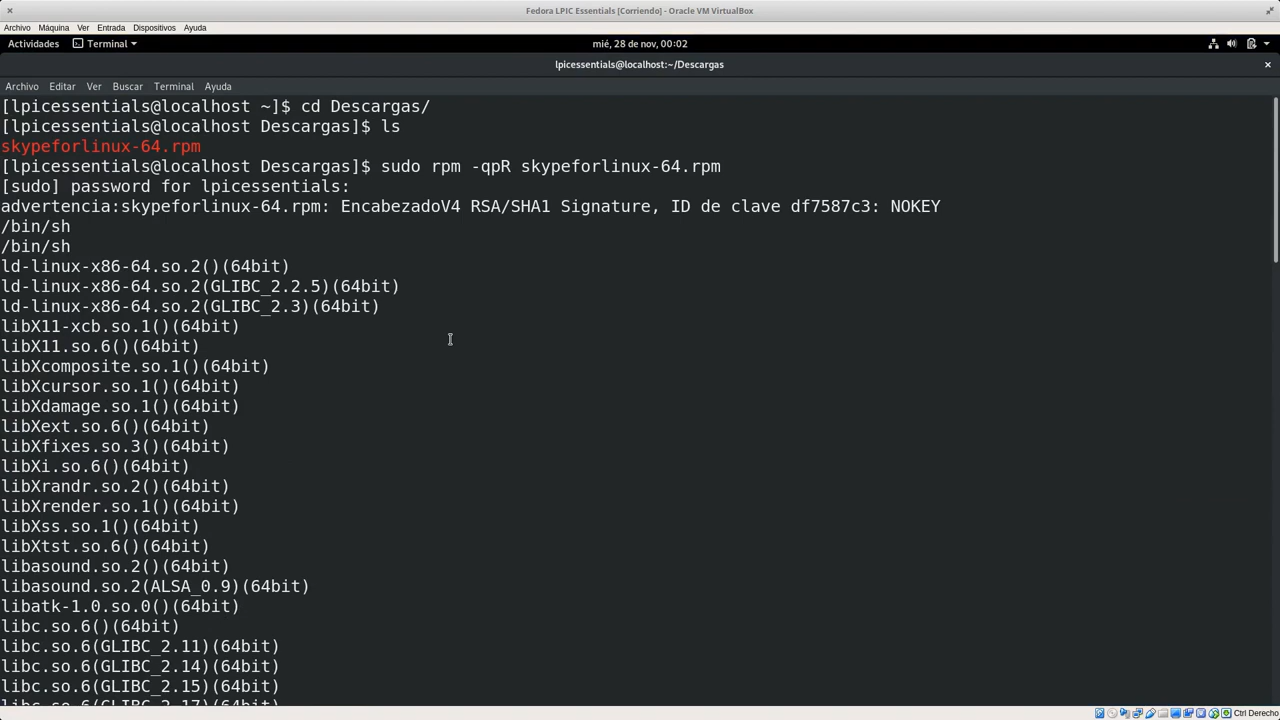 Fedora LPIC Essentials [Corriendo] - Oracle VM VirtualBox
Archivo Máquina Ver Entrada Dispositivos Ayuda
Actividades Terminal mié, 28 de nov, 00:02
lpicessentials@localhost:~/Descargas
Archivo Editar Ver Buscar Terminal Ayuda
[lpicessentials@localhost ~]$ cd Descargas/
[lpicessentials@localhost Descargas]$ ls
skypeforlinux-64.rpm
[lpicessentials@localhost Descargas]$ sudo rpm -qpR skypeforlinux-64.rpm
[sudo] password for lpicessentials:
advertencia:skypeforlinux-64.rpm: EncabezadoV4 RSA/SHA1 Signature, ID de clave df7587c3: NOKEY
/bin/sh
/bin/sh
ld-linux-x86-64.so.2()(64bit)
ld-linux-x86-64.so.2(GLIBC_2.2.5)(64bit)
ld-linux-x86-64.so.2(GLIBC_2.3)(64bit)
libX11-xcb.so.1()(64bit)
libX11.so.6()(64bit)
libXcomposite.so.1()(64bit)
libXcursor.so.1()(64bit)
libXdamage.so.1()(64bit)
libXext.so.6()(64bit)
libXfixes.so.3()(64bit)
libXi.so.6()(64bit)
libXrandr.so.2()(64bit)
libXrender.so.1()(64bit)
libXss.so.1()(64bit)
libXtst.so.6()(64bit)
libasound.so.2()(64bit)
libasound.so.2(ALSA_0.9)(64bit)
libatk-1.0.so.0()(64bit)
libc.so.6()(64bit)
libc.so.6(GLIBC_2.11)(64bit)
libc.so.6(GLIBC_2.14)(64bit)
libc.so.6(GLIBC_2.15)(64bit)
libc.so.6(GLIBC_2.17)(64bit)
Ctrl Derecho